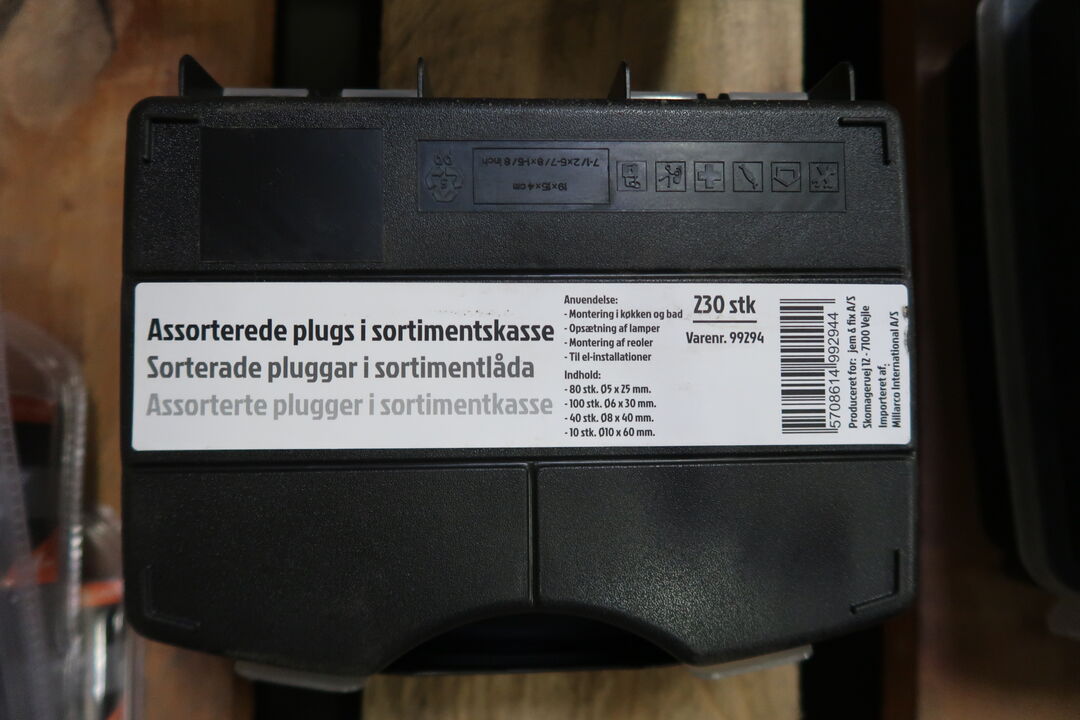 7-1/2x5-7/8x1-5/8 inch
19x15x4 cm
Assorterede plugs i sortimentskasse
Sorterade pluggar i sortimentlåda
Assorterte plugger i sortimentkasse
Anvendelse:
- Montering i køkken og bad
- Opsætning af lamper
- Montering af reoler
- Til el-installationer
Indhold:
- 80 stk. Ø5 x 25 mm.
- 100 stk. Ø6 x 30 mm.
- 40 stk. Ø8 x 40 mm.
- 10 stk. Ø10 x 60 mm.
230 stk
Varenr. 99294
5708614992944
Produceret for: jem & fix A/S
Skomagervej 12 - 7100 Vejle
Importeret af:
Millarco International A/S